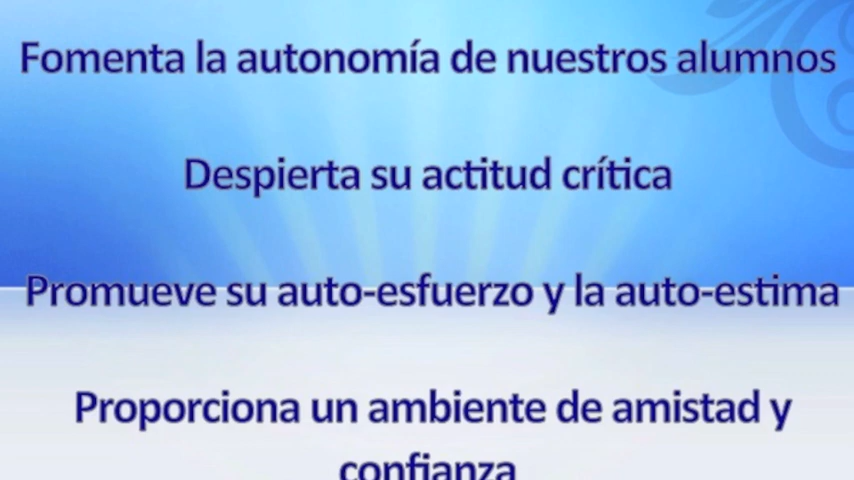 Fomenta la autonomía de nuestros alumnos
Despierta su actitud crítica
Promueve su auto-esfuerzo y la auto-estima
Proporciona un ambiente de amistad y
confianza